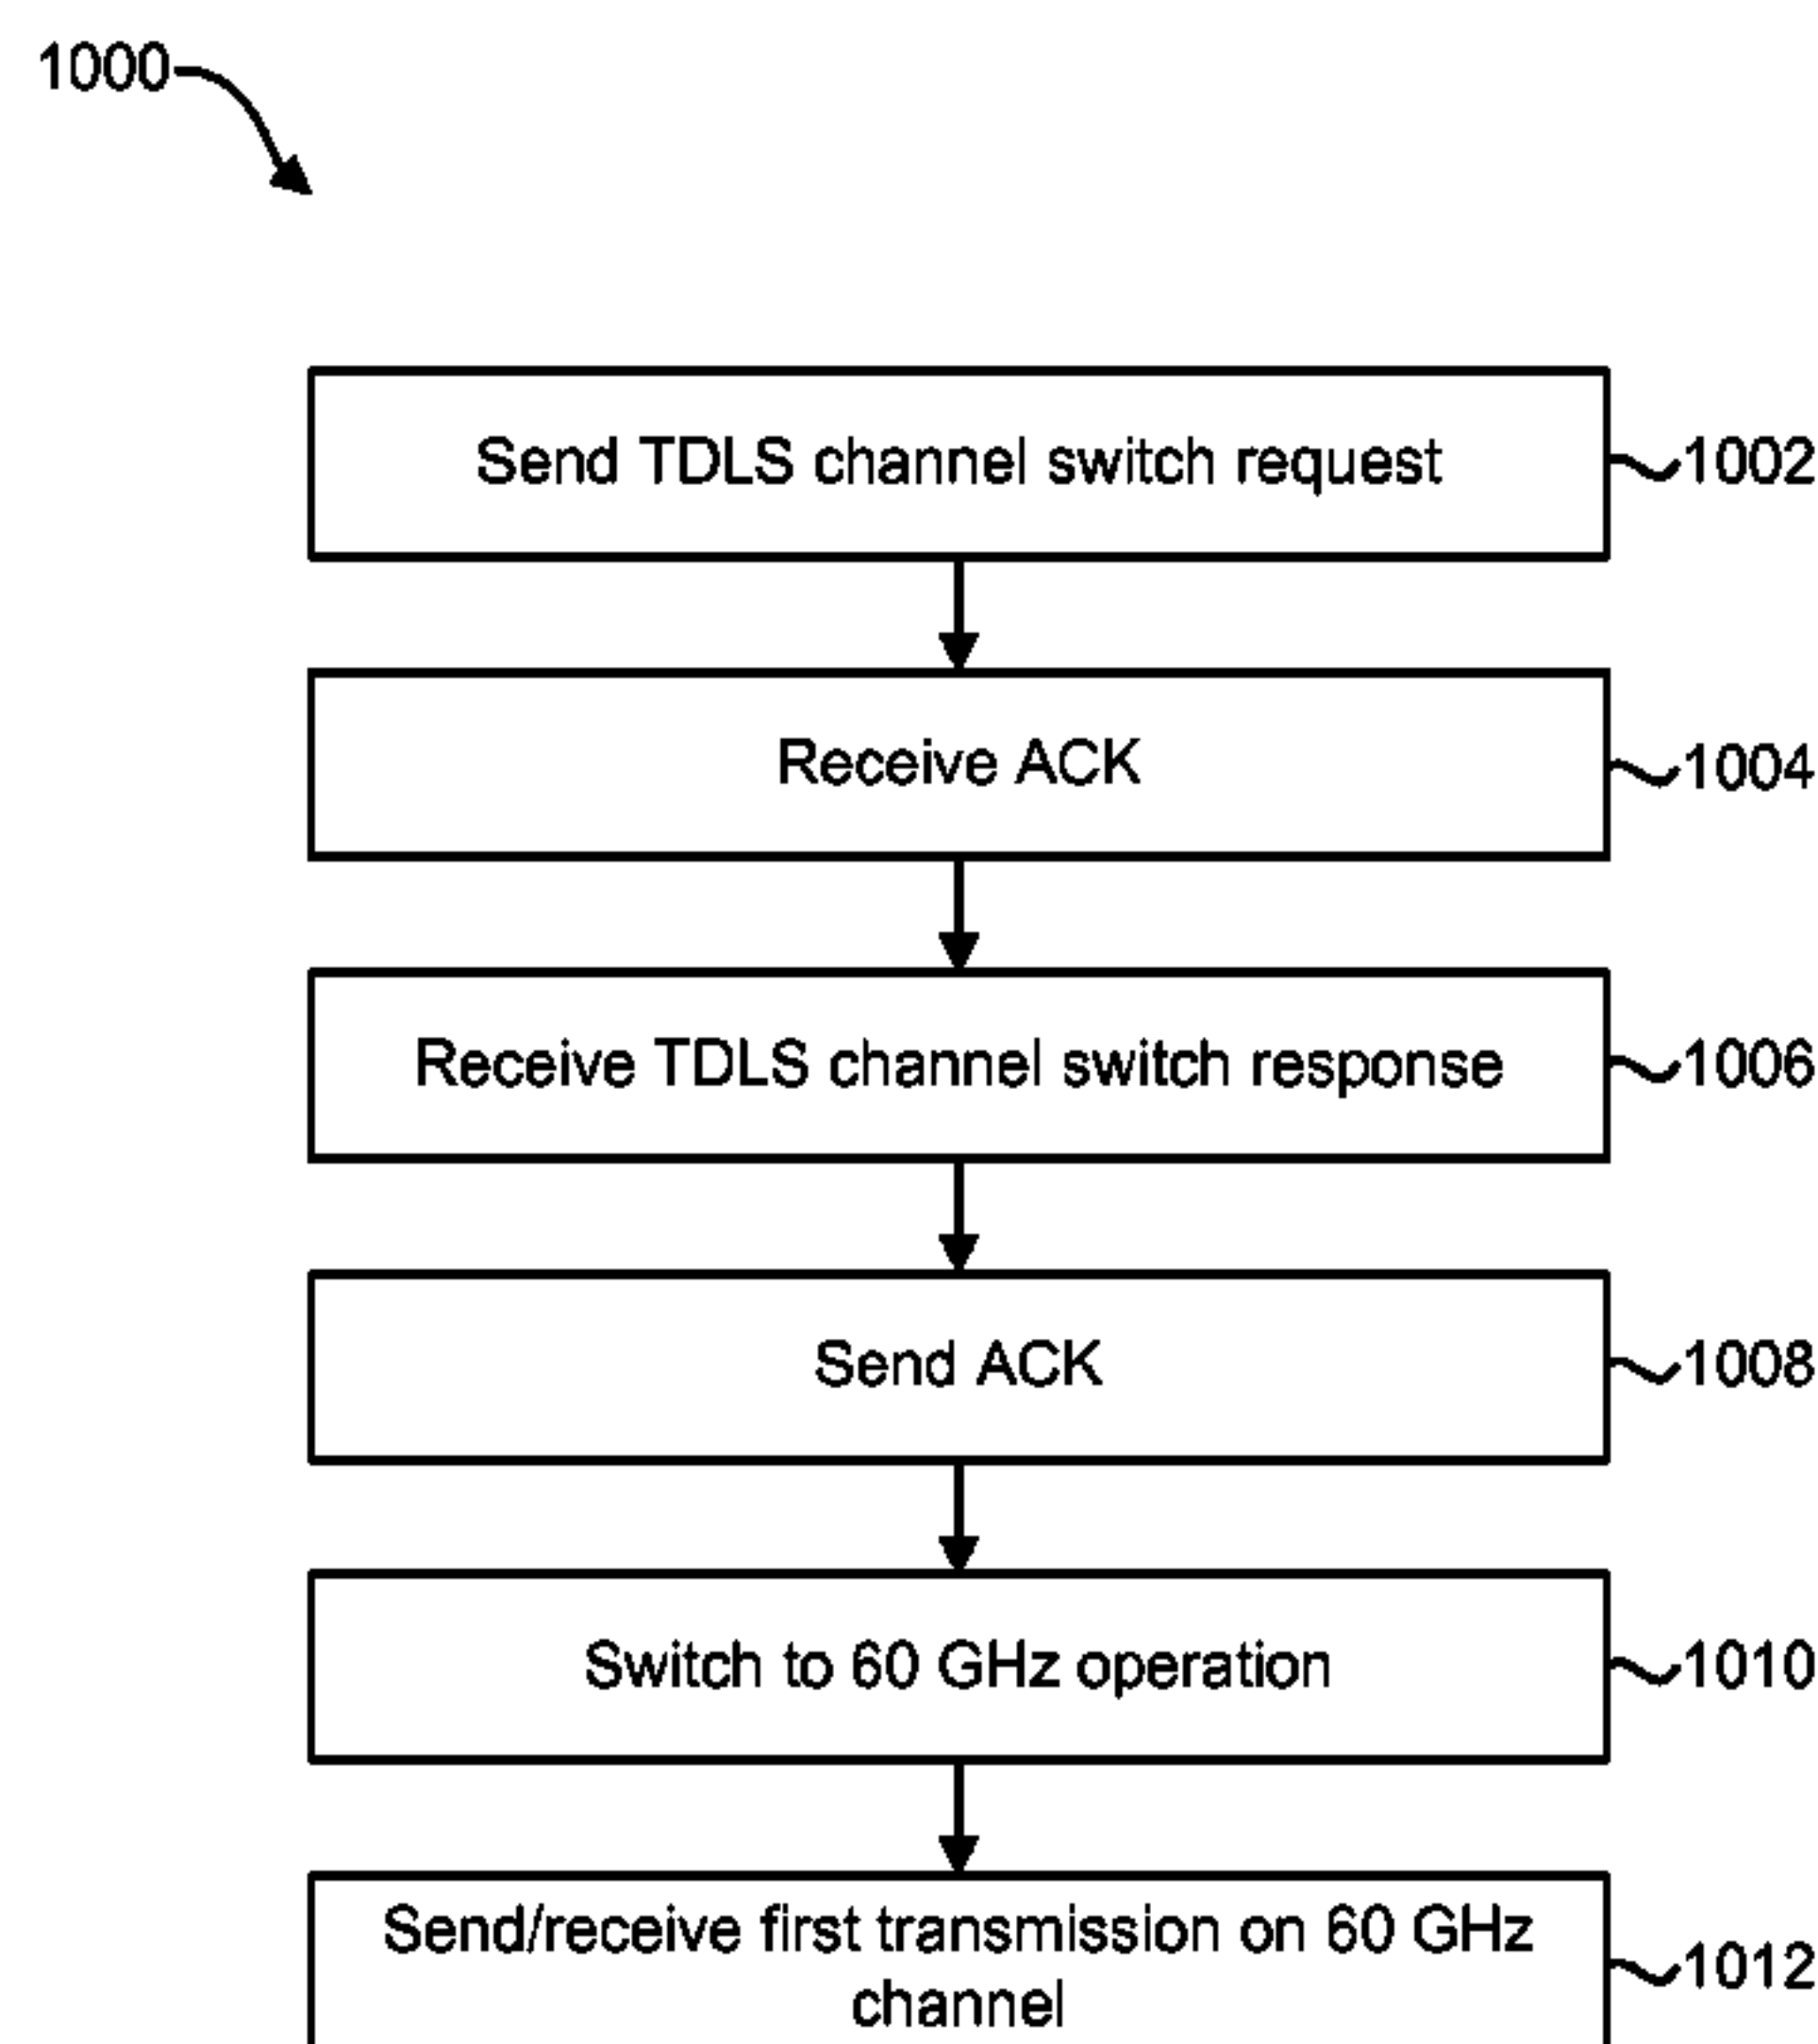 1000
Send TDLS channel switch request
1002
Receive ACK
1004
Receive TDLS channel switch response
1006
Send ACK
1008
Switch to 60 GHz operation
1010
Send/receive first transmission on 60 GHz
channel
1012